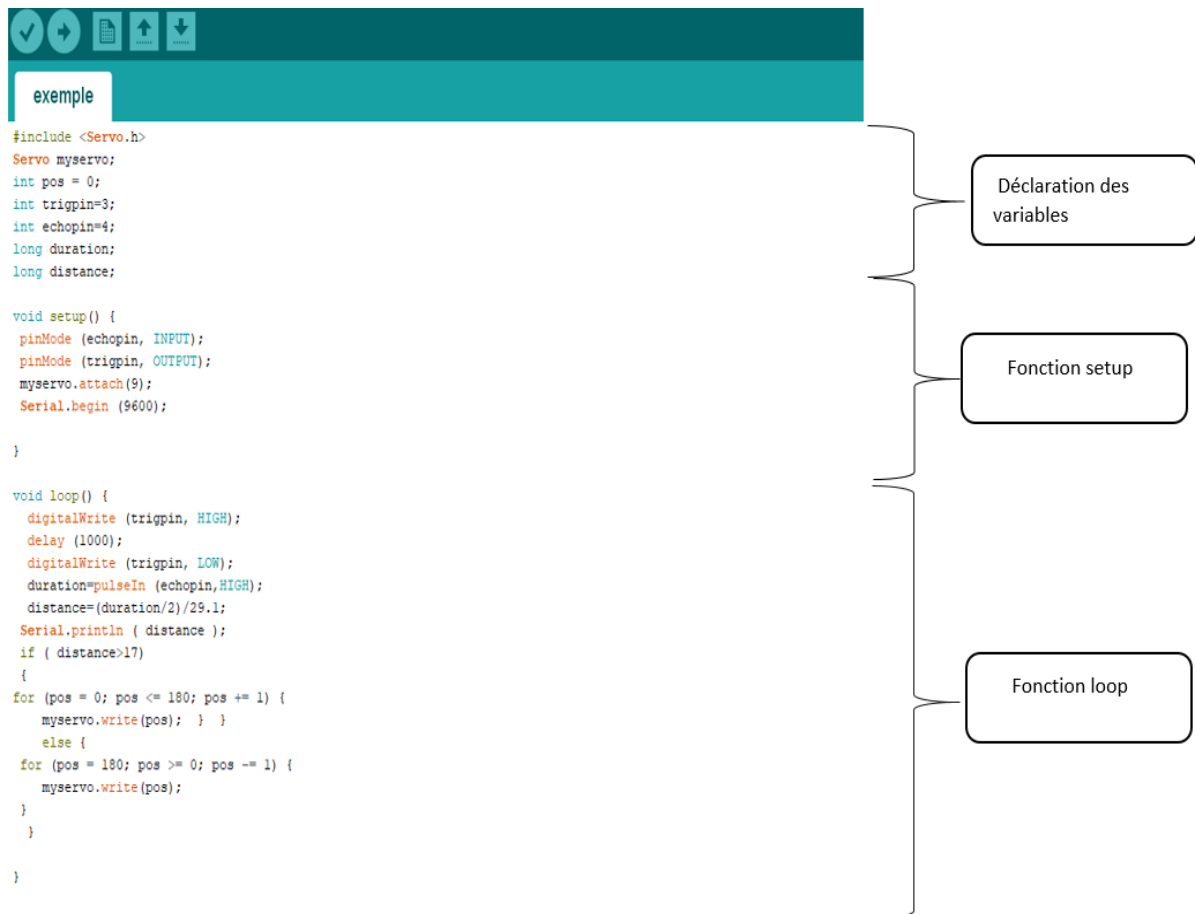 exemple
#include <Servo.h>
Servo myservo;
int pos = 0;
int trigpin=3;
int echopin=4;
long duration;
long distance;
Déclaration des
variables
void setup() {
pinMode (echopin, INPUT);
pinMode (trigpin, OUTPUT);
myservo.attach(9);
Serial.begin (9600);
}
Fonction setup
void loop() {
digitalWrite (trigpin, HIGH);
delay (1000);
digitalWrite (trigpin, LOW);
duration=pulseIn (echopin,HIGH);
distance=(duration/2)/29.1;
Serial.println ( distance );
if ( distance>17)
{
for (pos = 0; pos <= 180; pos += 1) {
myservo.write(pos); } }
else {
for (pos = 180; pos >= 0; pos -= 1) {
myservo.write(pos);
}
}
}
Fonction loop